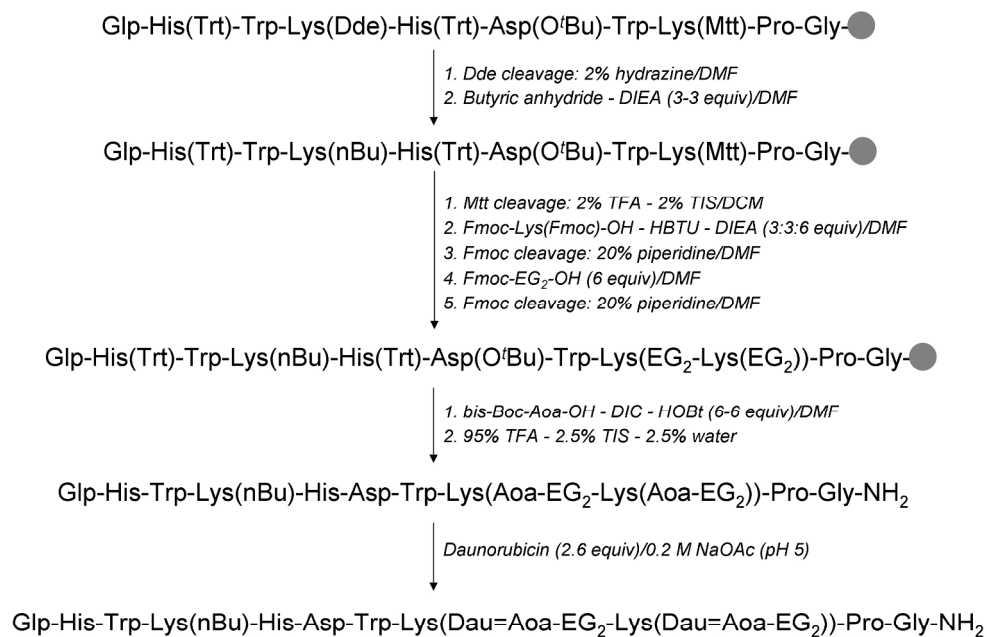 Glp-His(Trt)-Trp-Lys(Dde)-His(Trt)-Asp(OᵗBu)-Trp-Lys(Mtt)-Pro-Gly-
1. Dde cleavage: 2% hydrazine/DMF
2. Butyric anhydride - DIEA (3-3 equiv)/DMF
Glp-His(Trt)-Trp-Lys(nBu)-His(Trt)-Asp(OᵗBu)-Trp-Lys(Mtt)-Pro-Gly-
1. Mtt cleavage: 2% TFA - 2% TIS/DCM
2. Fmoc-Lys(Fmoc)-OH - HBTU - DIEA (3:3:6 equiv)/DMF
3. Fmoc cleavage: 20% piperidine/DMF
4. Fmoc-EG₂-OH (6 equiv)/DMF
5. Fmoc cleavage: 20% piperidine/DMF
Glp-His(Trt)-Trp-Lys(nBu)-His(Trt)-Asp(OᵗBu)-Trp-Lys(EG₂-Lys(EG₂))-Pro-Gly-
1. bis-Boc-Aoa-OH - DIC - HOBt (6-6 equiv)/DMF
2. 95% TFA - 2.5% TIS - 2.5% water
Glp-His-Trp-Lys(nBu)-His-Asp-Trp-Lys(Aoa-EG₂-Lys(Aoa-EG₂))-Pro-Gly-NH₂
Daunorubicin (2.6 equiv)/0.2 M NaOAc (pH 5)
Glp-His-Trp-Lys(nBu)-His-Asp-Trp-Lys(Dau=Aoa-EG₂-Lys(Dau=Aoa-EG₂))-Pro-Gly-NH₂